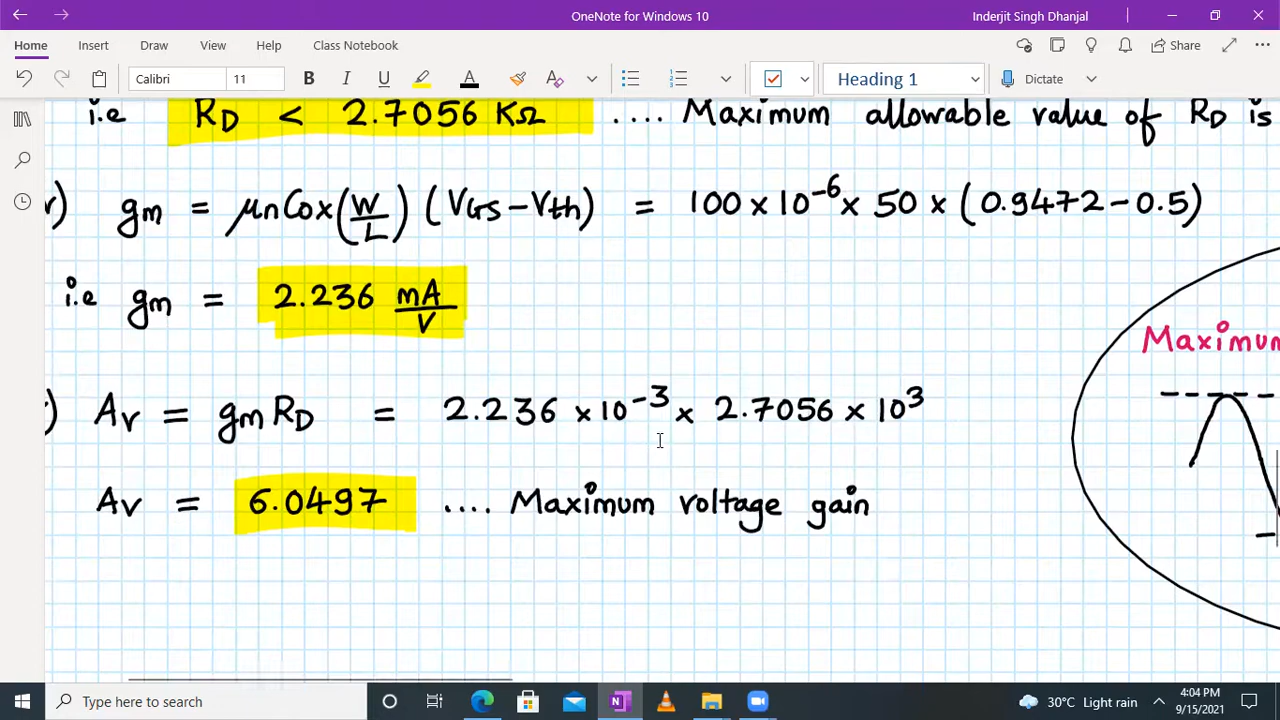 OneNote for Windows 10
Inderjit Singh Dhanjal
Home Insert Draw View Help Class Notebook
Share
Calibri 11 B I U A Heading 1 Dictate
i.e RD < 2.7056 KΩ .... Maximum allowable value of RD is
) gm = μnCox(W/L) (VGS-Vth) = 100 x 10^-6 x 50 x (0.9472-0.5)
i.e gm = 2.236 mA/V
Maximum
) Av = gm RD = 2.236 x 10^-3 x 2.7056 x 10^3
Av = 6.0497 .... Maximum voltage gain
Type here to search
30°C Light rain
4:04 PM
9/15/2021